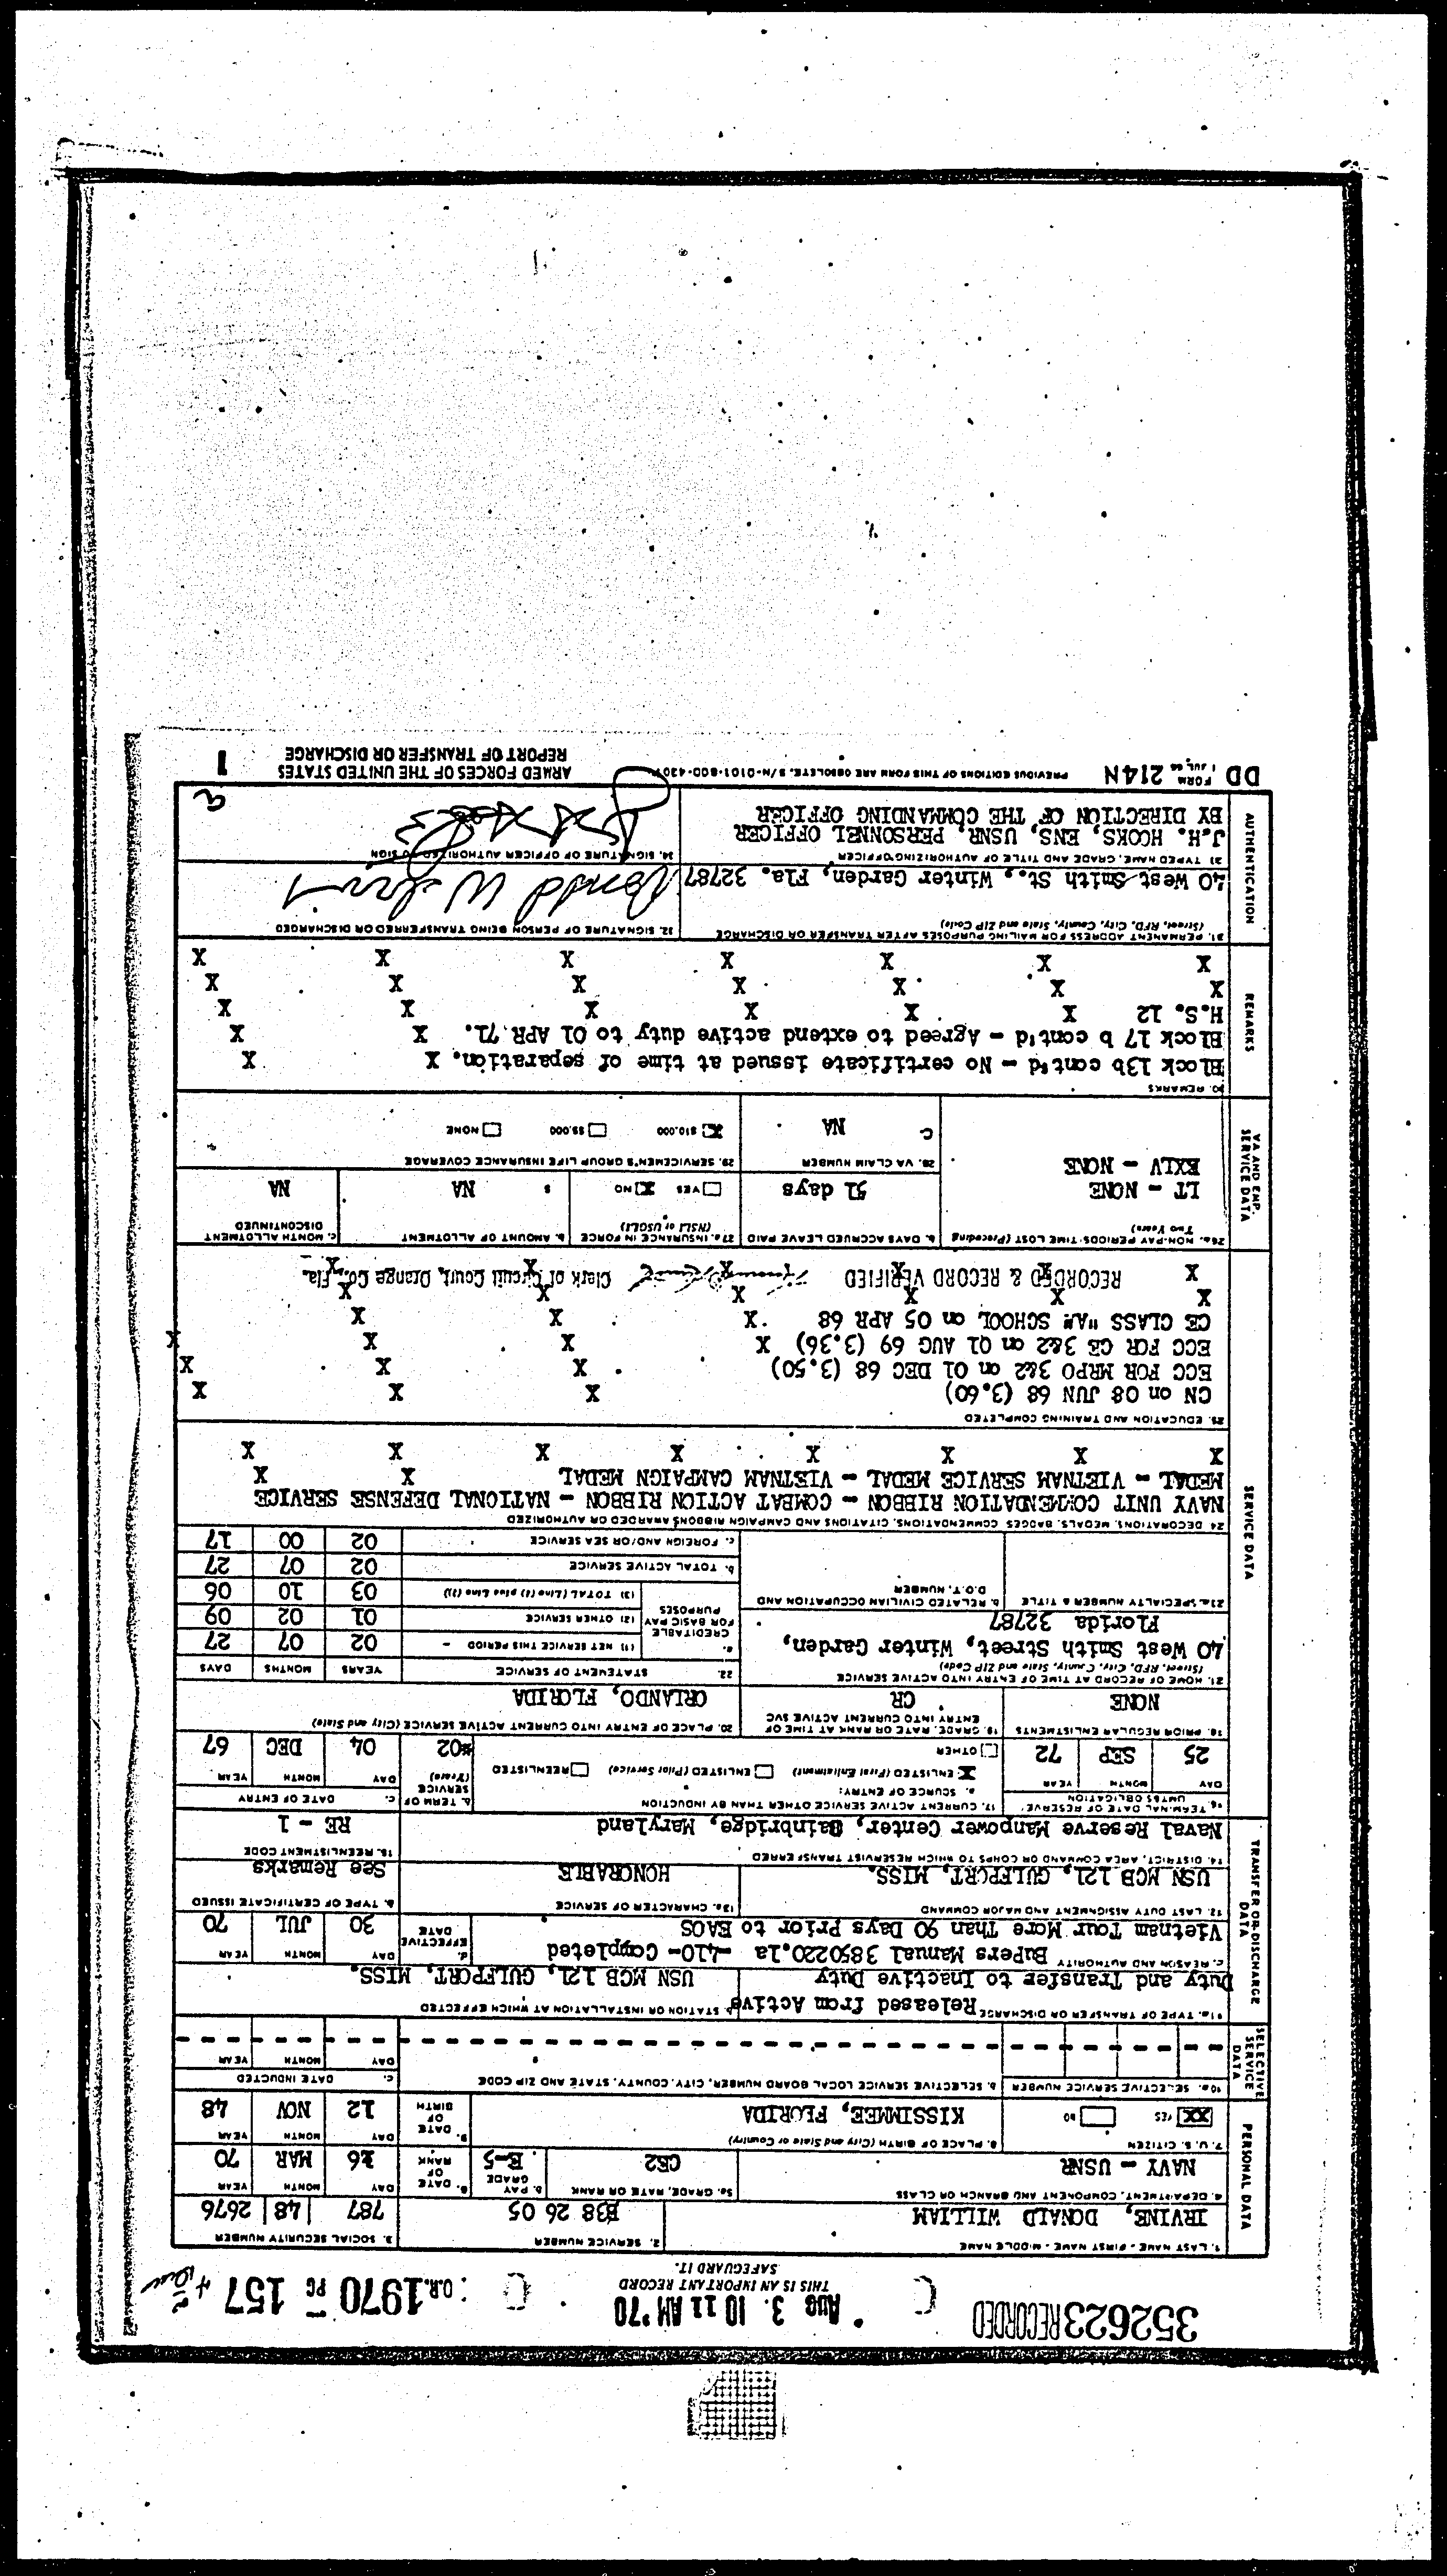 352623 RECORDED AUG 3. 10 11 AM '70 O.R. 1970 PG 157
THIS IS AN IMPORTANT RECORD
SAFEGUARD IT.
PERSONAL DATA
1. LAST NAME - FIRST NAME - MIDDLE NAME
IRVINE, DONALD WILLIAM
2. SERVICE NUMBER
B38 26 05
3. SOCIAL SECURITY NUMBER
787 48 2676
4. DEPARTMENT, COMPONENT AND BRANCH OR CLASS
NAVY - USNR
5a. GRADE, RATE OR RANK
CE2
b. PAY GRADE
E-5
6. DATE OF RANK
DAY MONTH YEAR
16 MAR 70
7. U. S. CITIZEN
XX YES NO
8. PLACE OF BIRTH (City and State or Country)
KISSIMMEE, FLORIDA
9. DATE OF BIRTH
DAY MONTH YEAR
12 NOV 48
SELECTIVE SERVICE DATA
10a. SELECTIVE SERVICE NUMBER
b. SELECTIVE SERVICE LOCAL BOARD NUMBER, CITY, COUNTY, STATE AND ZIP CODE
c. DATE INDUCTED
DAY MONTH YEAR
TRANSFER OR DISCHARGE DATA
11a. TYPE OF TRANSFER OR DISCHARGE Released from Active
Duty and Transfer to Inactive Duty
b. STATION OR INSTALLATION AT WHICH EFFECTED
USN MCB 121, GULFPORT, MISS.
c. REASON AND AUTHORITY BuPers Manual 3850220.1a -410- Completed
Vietnam Tour More Than 90 Days Prior to EAOS
d. EFFECTIVE DATE
DAY MONTH YEAR
30 JUL 70
12. LAST DUTY ASSIGNMENT AND MAJOR COMMAND
USN MCB 121, GULFPORT, MISS.
13a. CHARACTER OF SERVICE
HONORABLE
b. TYPE OF CERTIFICATE ISSUED
See Remarks
14. DISTRICT, AREA COMMAND OR CORPS TO WHICH RESERVIST TRANSFERRED
Naval Reserve Manpower Center, Bainbridge, Maryland
15. REENLISTMENT CODE
RE - 1
SERVICE DATA
16. TERMINAL DATE OF RESERVE/ UMT&S OBLIGATION
DAY MONTH YEAR
25 SEP 72
17. CURRENT ACTIVE SERVICE OTHER THAN BY INDUCTION
a. SOURCE OF ENTRY:
X ENLISTED (First Enlistment) ENLISTED (Prior Service) REENLISTED
OTHER
b. TERM OF SERVICE (Years)
*02
c. DATE OF ENTRY
DAY MONTH YEAR
04 DEC 67
18. PRIOR REGULAR ENLISTMENTS
NONE
19. GRADE, RATE OR RANK AT TIME OF ENTRY INTO CURRENT ACTIVE SVC
CR
20. PLACE OF ENTRY INTO CURRENT ACTIVE SERVICE (City and State)
ORLANDO, FLORIDA
21. HOME OF RECORD AT TIME OF ENTRY INTO ACTIVE SERVICE
(Street, RFD, City, County, State and ZIP Code)
40 West Smith Street, Winter Garden,
Florida 32787
22. STATEMENT OF SERVICE YEARS MONTHS DAYS
a. CREDITABLE FOR BASIC PAY PURPOSES
(1) NET SERVICE THIS PERIOD - 02 07 27
(2) OTHER SERVICE 01 02 09
(3) TOTAL (Line (1) plus Line (2)) 03 10 06
b. TOTAL ACTIVE SERVICE 02 07 27
c. FOREIGN AND/OR SEA SERVICE 02 00 17
23a. SPECIALTY NUMBER & TITLE
b. RELATED CIVILIAN OCCUPATION AND D.O.T. NUMBER
24. DECORATIONS, MEDALS, BADGES, COMMENDATIONS, CITATIONS AND CAMPAIGN RIBBONS AWARDED OR AUTHORIZED
NAVY UNIT COMMENDATION RIBBON - COMBAT ACTION RIBBON - NATIONAL DEFENSE SERVICE
MEDAL - VIETNAM SERVICE MEDAL - VIETNAM CAMPAIGN MEDAL X X
X X X X X X X X
25. EDUCATION AND TRAINING COMPLETED
CN on 08 JUN 68 (3.60) X X X
ECC FOR MRPO 3&2 on 01 DEC 68 (3.50) X X X
ECC FOR CE 3&2 on 01 AUG 69 (3.36) X X X X
CE CLASS "A" SCHOOL on 05 APR 68 X X X
X X X X X X
X RECORDED & RECORD VERIFIED Clerk of Circuit Court, Orange Co., Fla.
VA AND EMP. SERVICE DATA
26a. NON-PAY PERIODS-TIME LOST (Preceding Two Years)
LT - NONE
EXLV - NONE
b. DAYS ACCRUED LEAVE PAID
51 days
27a. INSURANCE IN FORCE (NSLI or USGLI)
YES X NO
b. AMOUNT OF ALLOTMENT
$ NA
c. MONTH ALLOTMENT DISCONTINUED
NA
28. VA CLAIM NUMBER
C- NA
29. SERVICEMEN'S GROUP LIFE INSURANCE COVERAGE
X $10,000 $5,000 NONE
REMARKS
30. REMARKS
Block 13b cont'd - No certificate issued at time of separation. X X
Block 17 b cont'd - Agreed to extend active duty to 01 APR 71. X X
H.S. 12 X X X X X X
X X X X X X X
X X X X X X X
AUTHENTICATION
31. PERMANENT ADDRESS FOR MAILING PURPOSES AFTER TRANSFER OR DISCHARGE
(Street, RFD, City, County, State and ZIP Code)
40 West Smith St., Winter Garden, Fla. 32787
32. SIGNATURE OF PERSON BEING TRANSFERRED OR DISCHARGED
33. TYPED NAME, GRADE AND TITLE OF AUTHORIZING OFFICER
J.H. HOOKS, ENS, USNR, PERSONNEL OFFICER
BY DIRECTION OF THE COMMANDING OFFICER
34. SIGNATURE OF OFFICER AUTHORIZED TO SIGN
DD FORM 1 JUL 66 214N PREVIOUS EDITIONS OF THIS FORM ARE OBSOLETE. S/N-0101-800-4301
ARMED FORCES OF THE UNITED STATES
REPORT OF TRANSFER OR DISCHARGE
1